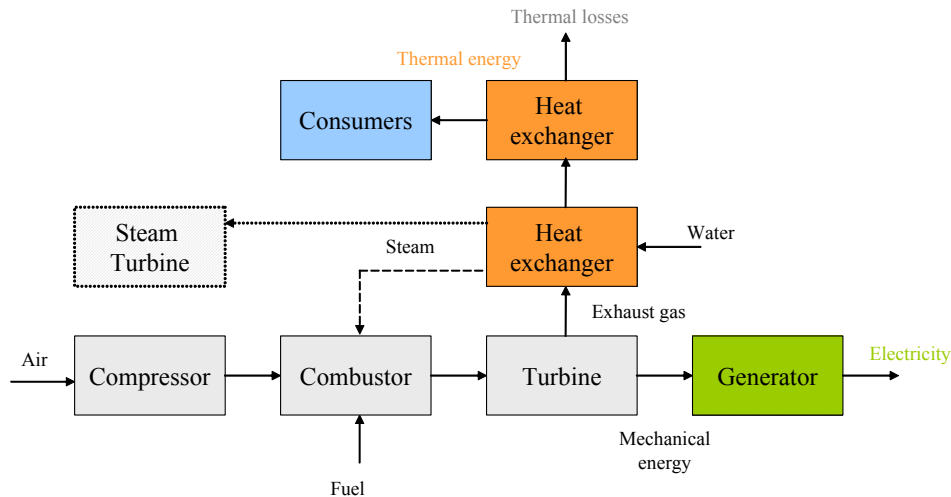 Thermal losses
Thermal energy
Consumers
Heat
exchanger
Steam
Turbine
Steam
Heat
exchanger
Water
Exhaust gas
Air
Compressor
Combustor
Turbine
Generator
Electricity
Mechanical
energy
Fuel